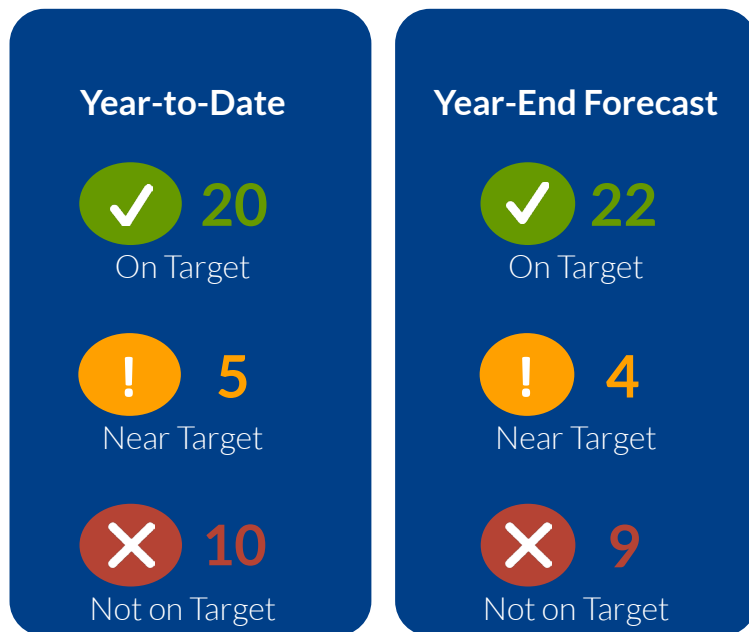 Year-to-Date
20
On Target
! 5
Near Target
10
Not on Target
Year-End Forecast
22
On Target
! 4
Near Target
9
Not on Target